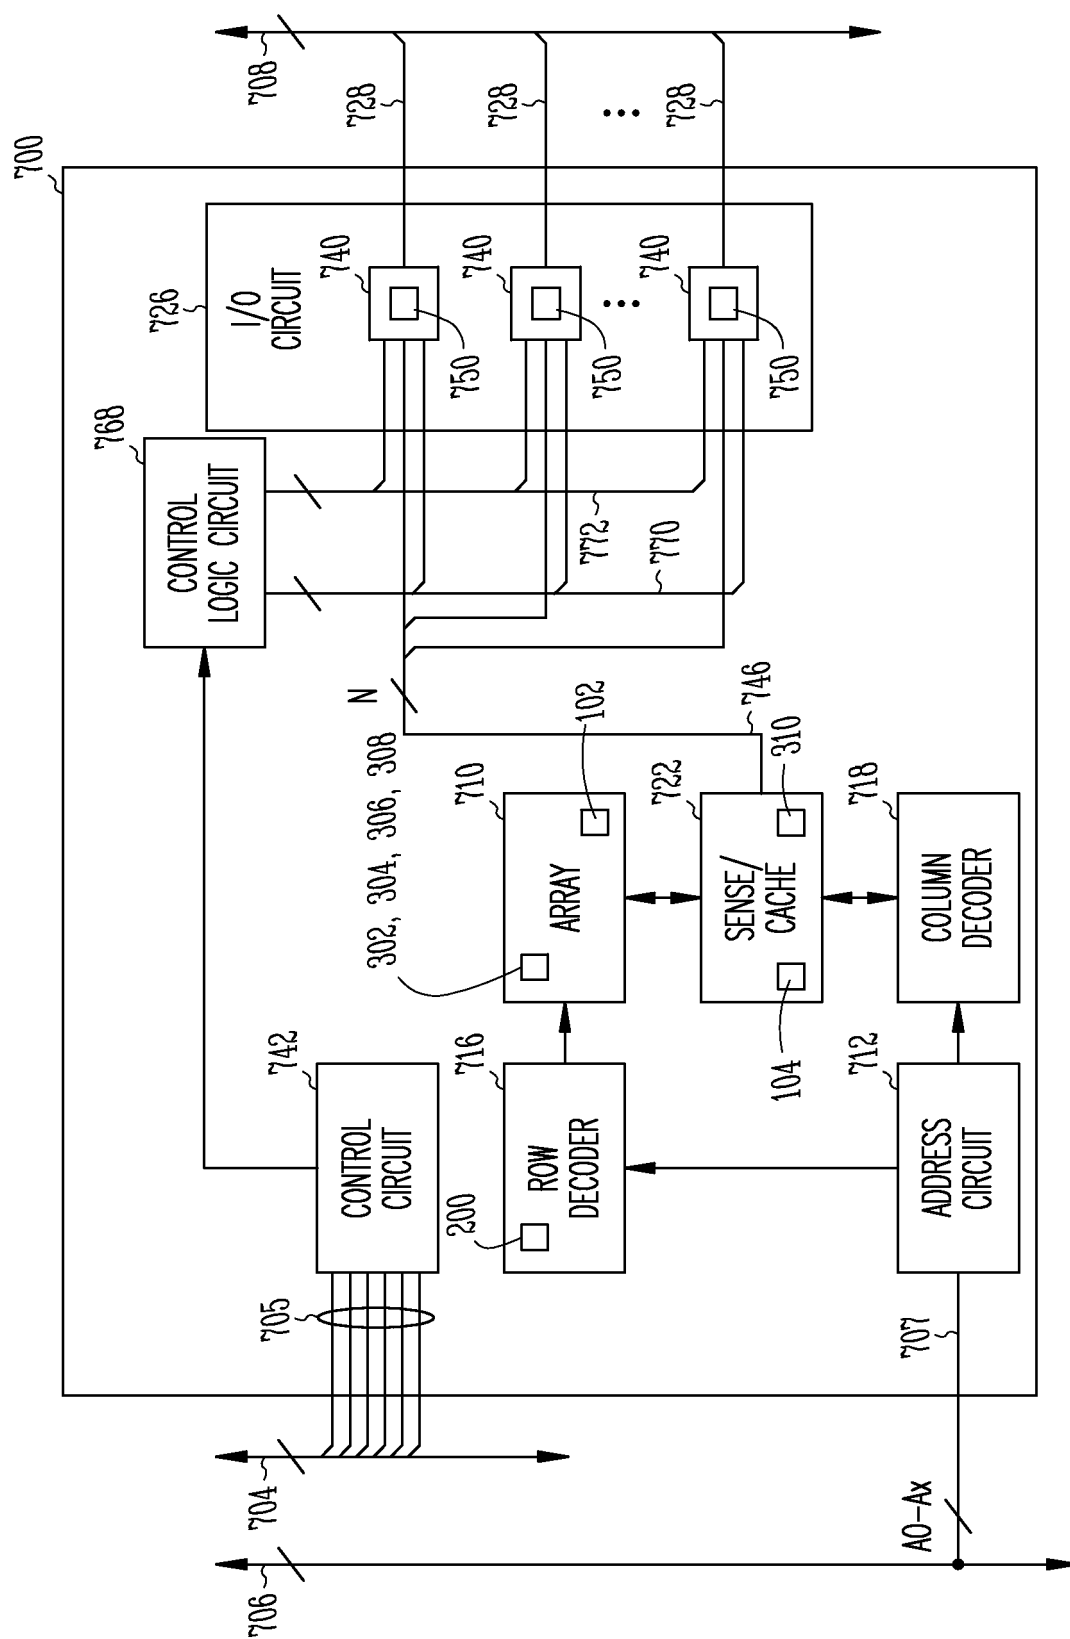 700
706
704
705
708
728
728
728
742
CONTROL
CIRCUIT
768
CONTROL
LOGIC CIRCUIT
726
I/O
CIRCUIT
740
740
740
750
750
750
772
770
N
746
302, 304, 306, 308
200
716
ROW
DECODER
710
ARRAY
102
722
SENSE/
CACHE
104
310
A0-Ax
707
712
ADDRESS
CIRCUIT
718
COLUMN
DECODER